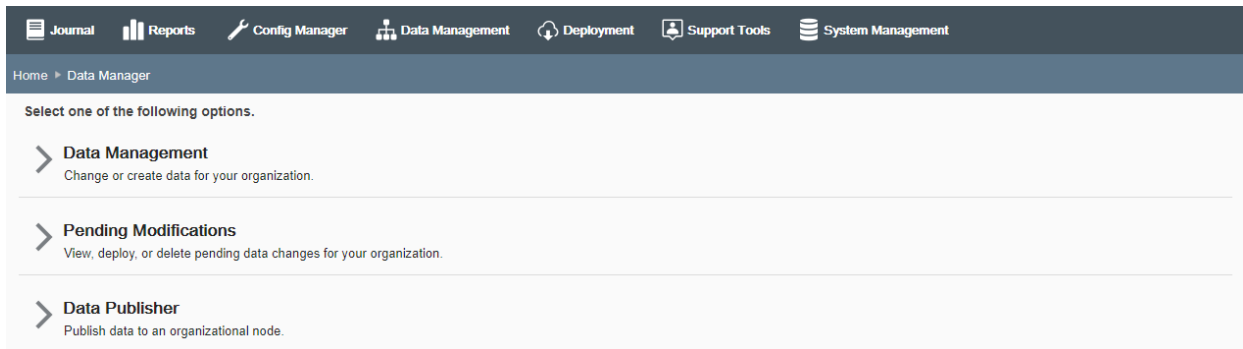 Journal Reports Config Manager Data Management Deployment Support Tools System Management
Home Data Manager
Select one of the following options.
Data Management
Change or create data for your organization.
Pending Modifications
View, deploy, or delete pending data changes for your organization.
Data Publisher
Publish data to an organizational node.